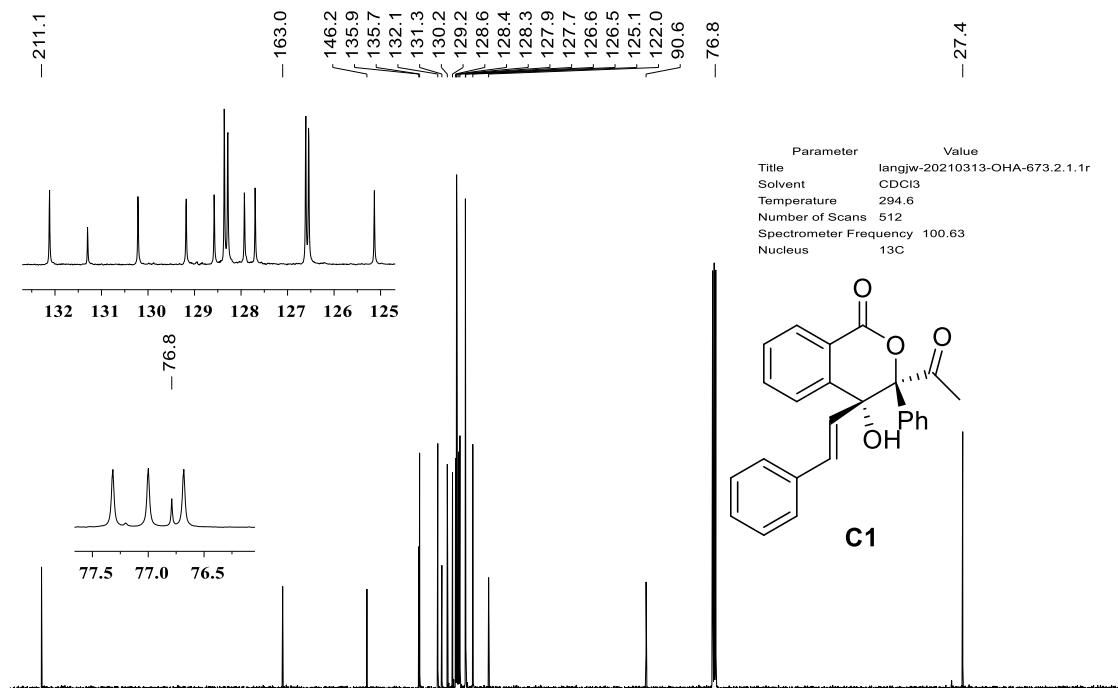 211.1
163.0
146.2
135.9
135.7
132.1
131.3
130.2
129.2
128.6
128.4
128.3
127.9
127.7
126.6
126.5
125.1
122.0
90.6
76.8
27.4
Parameter Value
Title langjw-20210313-OHA-673.2.1.1r
Solvent CDCl3
Temperature 294.6
Number of Scans 512
Spectrometer Frequency 100.63
Nucleus 13C
132 131 130 129 128 127 126 125
76.8
77.5 77.0 76.5
O
O
O
Ph
OH
C1